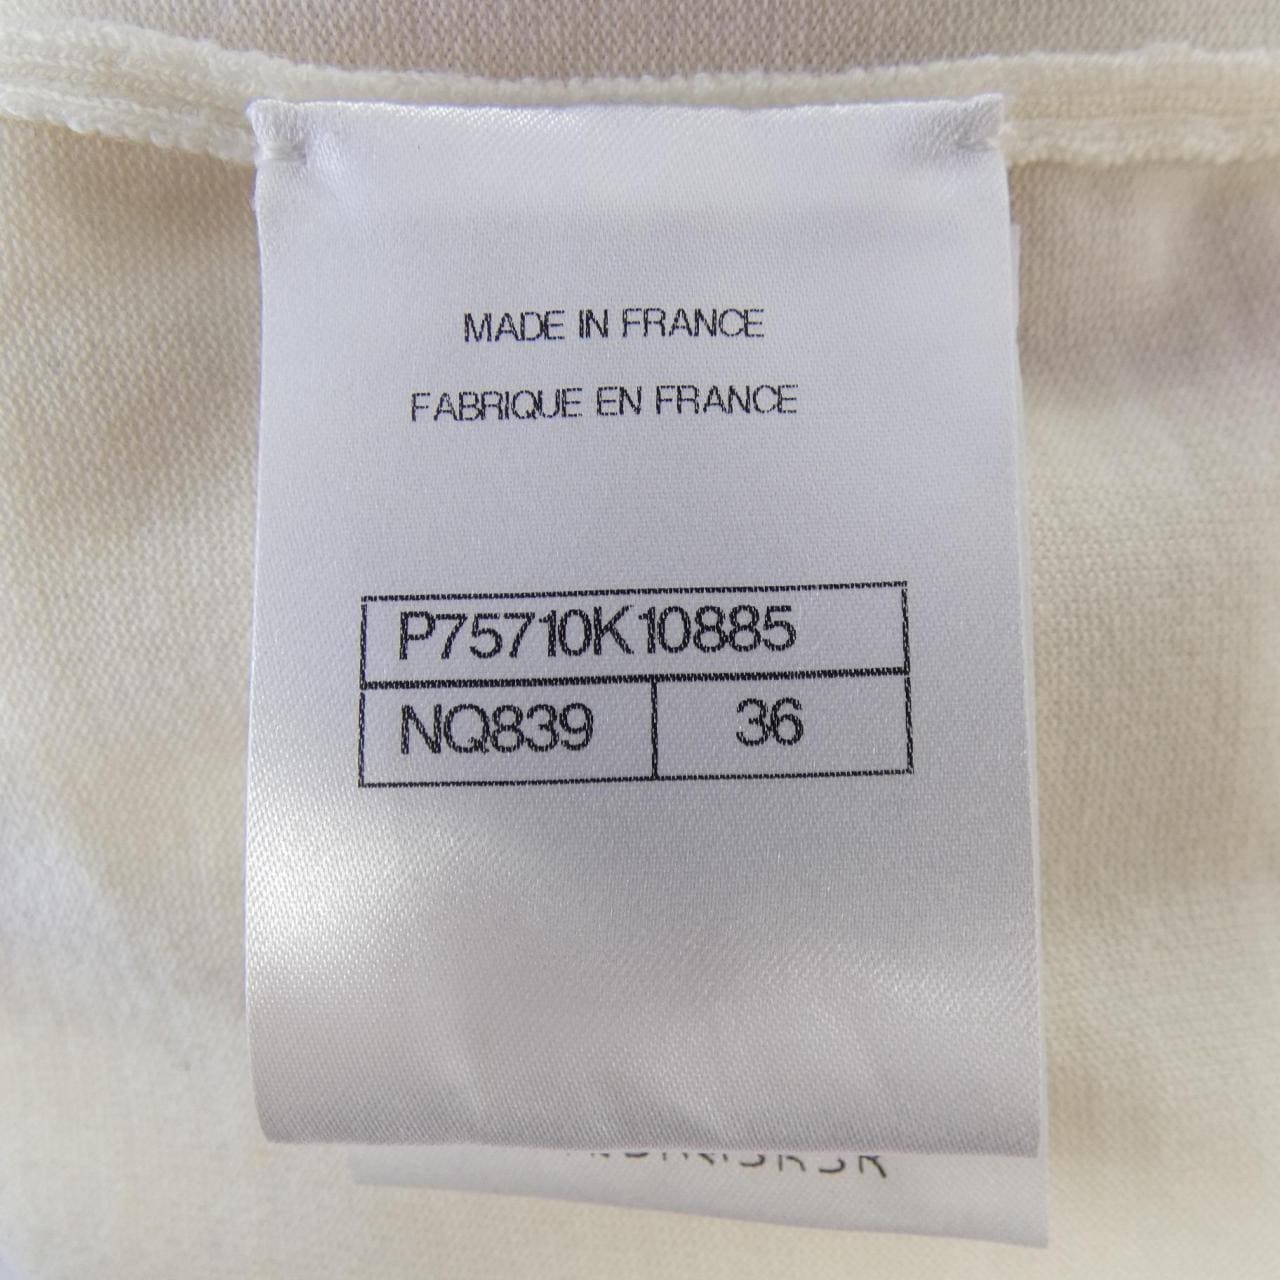 MADE IN FRANCE
FABRIQUE EN FRANCE
P75710K10885
NQ839 36